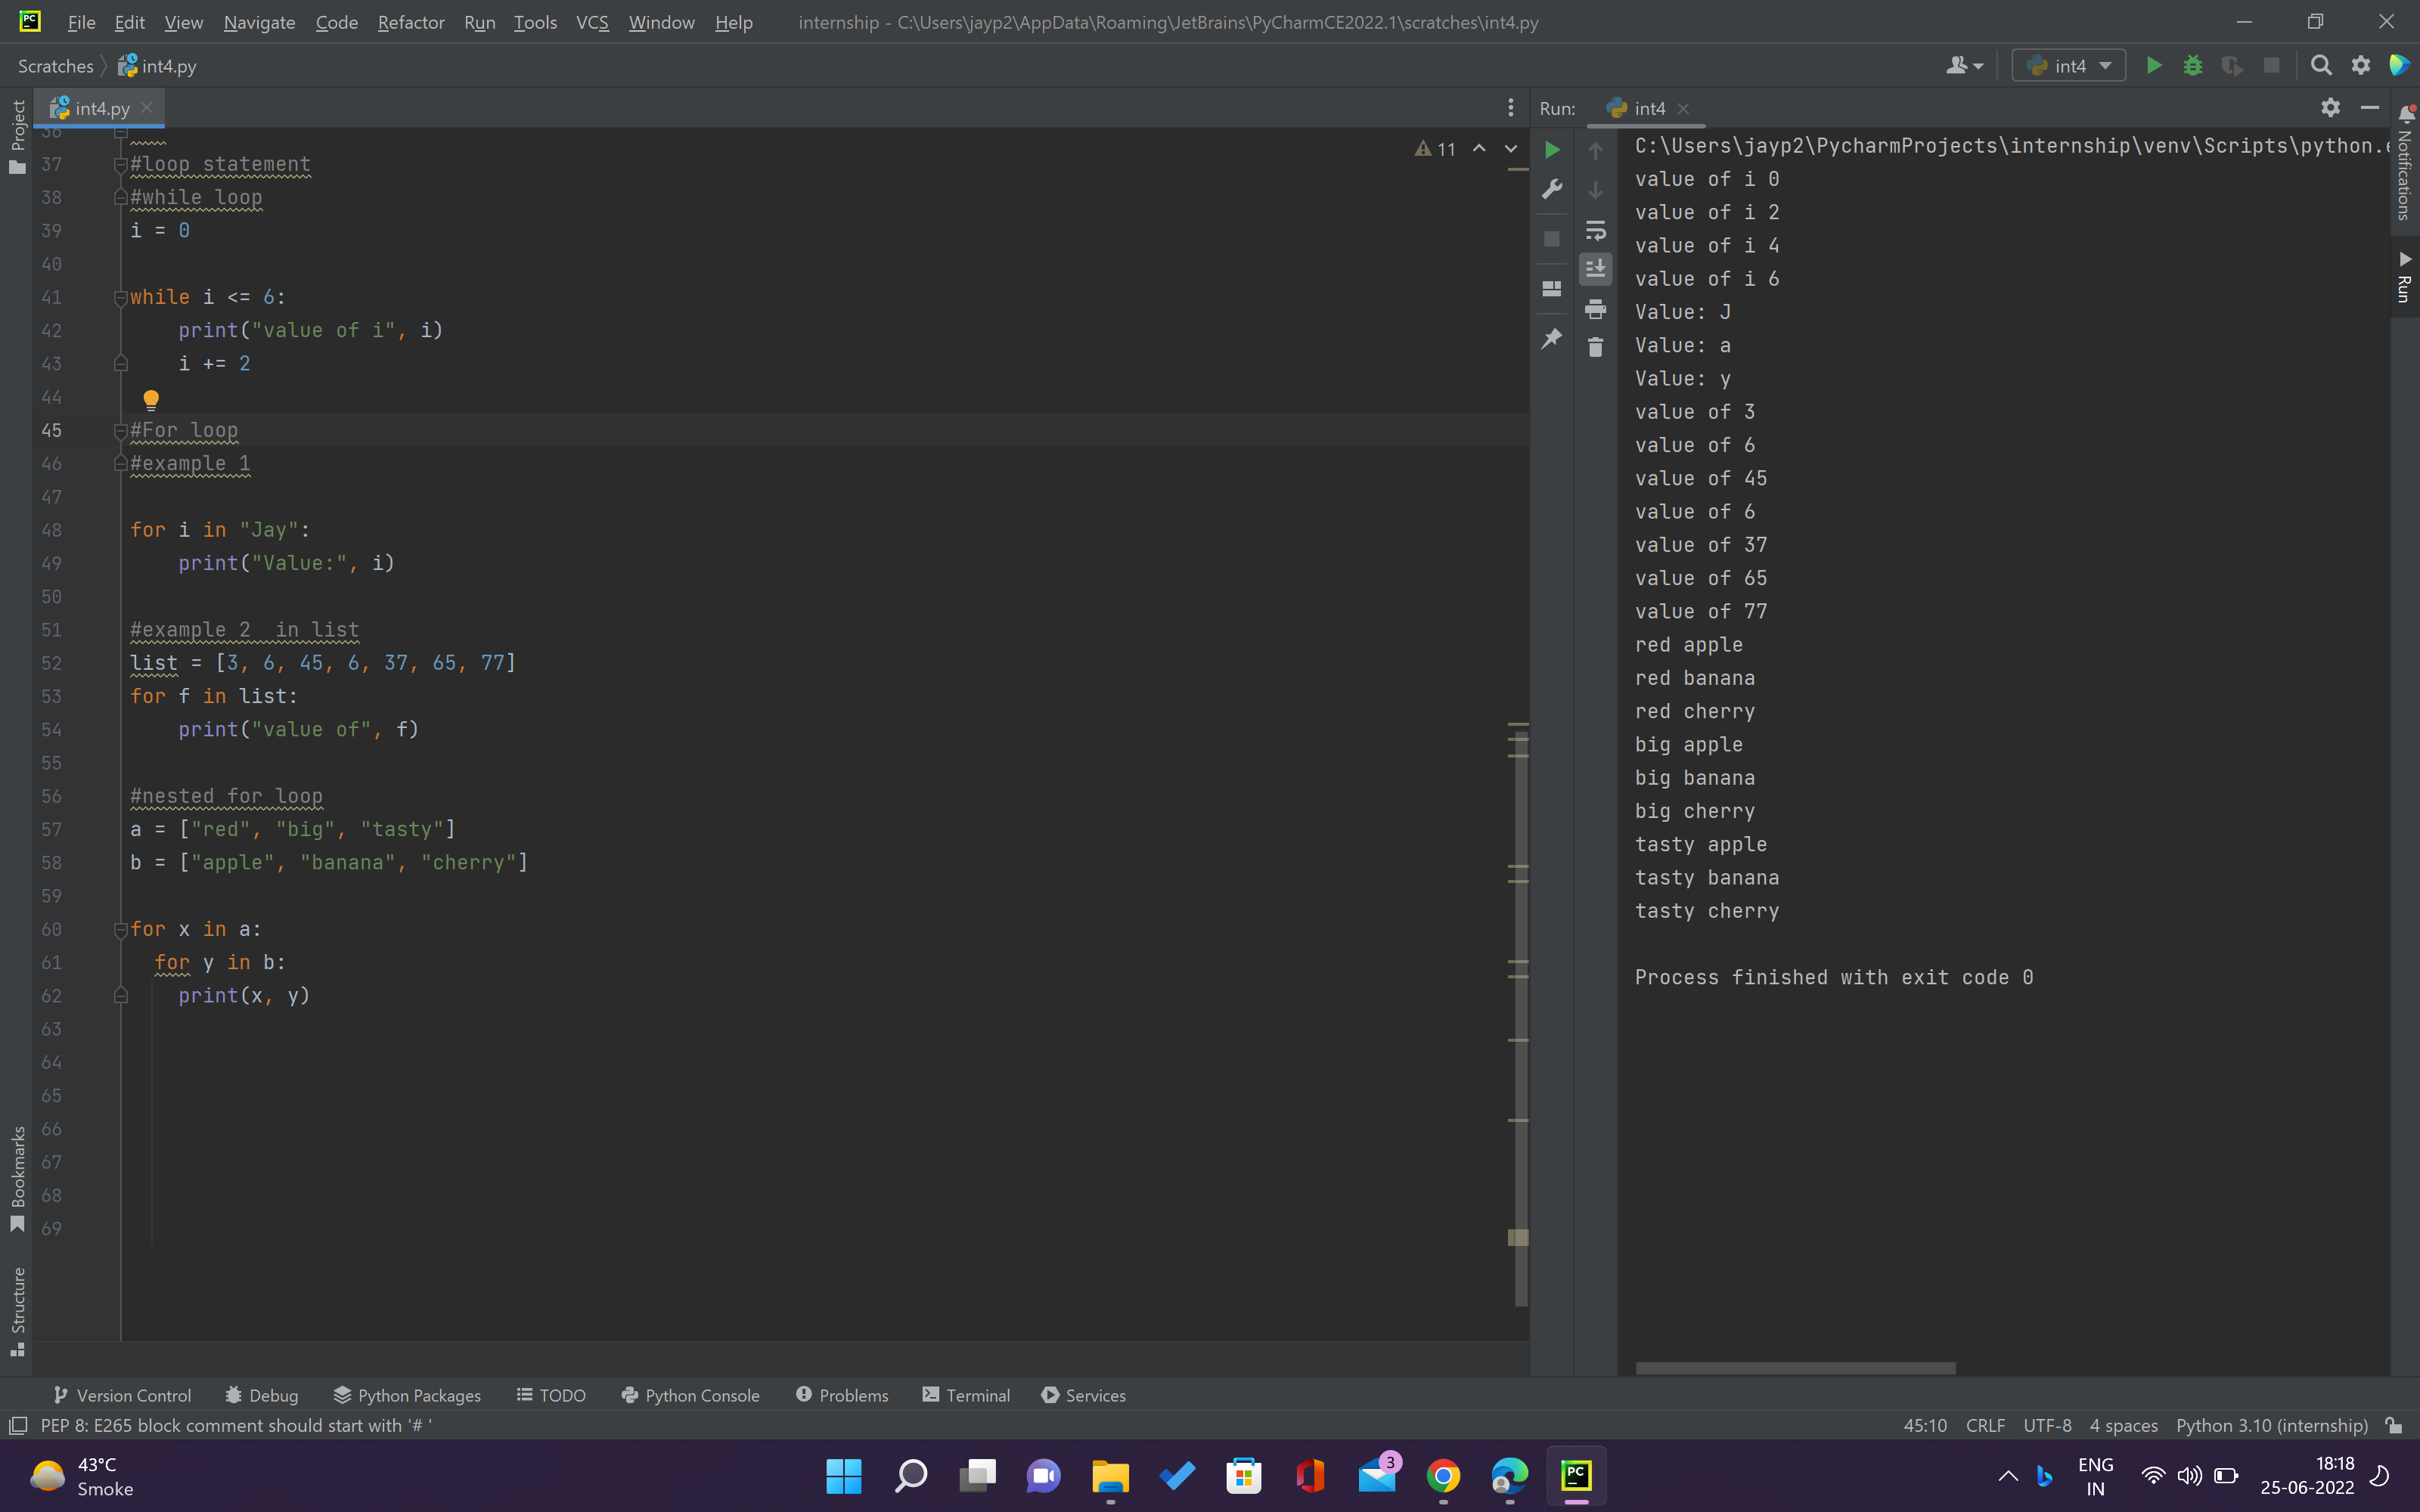 File Edit View Navigate Code Refactor Run Tools VCS Window Help internship - C:\Users\jayp2\AppData\Roaming\JetBrains\PyCharmCE2022.1\scratches\int4.py
Scratches int4.py int4
int4.py
Run: int4
Project
Notifications
Run
Bookmarks
Structure
11
36
37 #loop statement
38 #while loop
39 i = 0
40
41 while i <= 6:
42 print("value of i", i)
43 i += 2
44
45 #For loop
46 #example 1
47
48 for i in "Jay":
49 print("Value:", i)
50
51 #example 2  in list
52 list = [3, 6, 45, 6, 37, 65, 77]
53 for f in list:
54 print("value of", f)
55
56 #nested for loop
57 a = ["red", "big", "tasty"]
58 b = ["apple", "banana", "cherry"]
59
60 for x in a:
61 for y in b:
62 print(x, y)
63
64
65
66
67
68
69
C:\Users\jayp2\PycharmProjects\internship\venv\Scripts\python.e
value of i 0
value of i 2
value of i 4
value of i 6
Value: J
Value: a
Value: y
value of 3
value of 6
value of 45
value of 6
value of 37
value of 65
value of 77
red apple
red banana
red cherry
big apple
big banana
big cherry
tasty apple
tasty banana
tasty cherry
Process finished with exit code 0
Version Control Debug Python Packages TODO Python Console Problems Terminal Services
PEP 8: E265 block comment should start with '# ' 45:10 CRLF UTF-8 4 spaces Python 3.10 (internship)
43°C
Smoke
3
PC
ENG
IN
18:18
25-06-2022